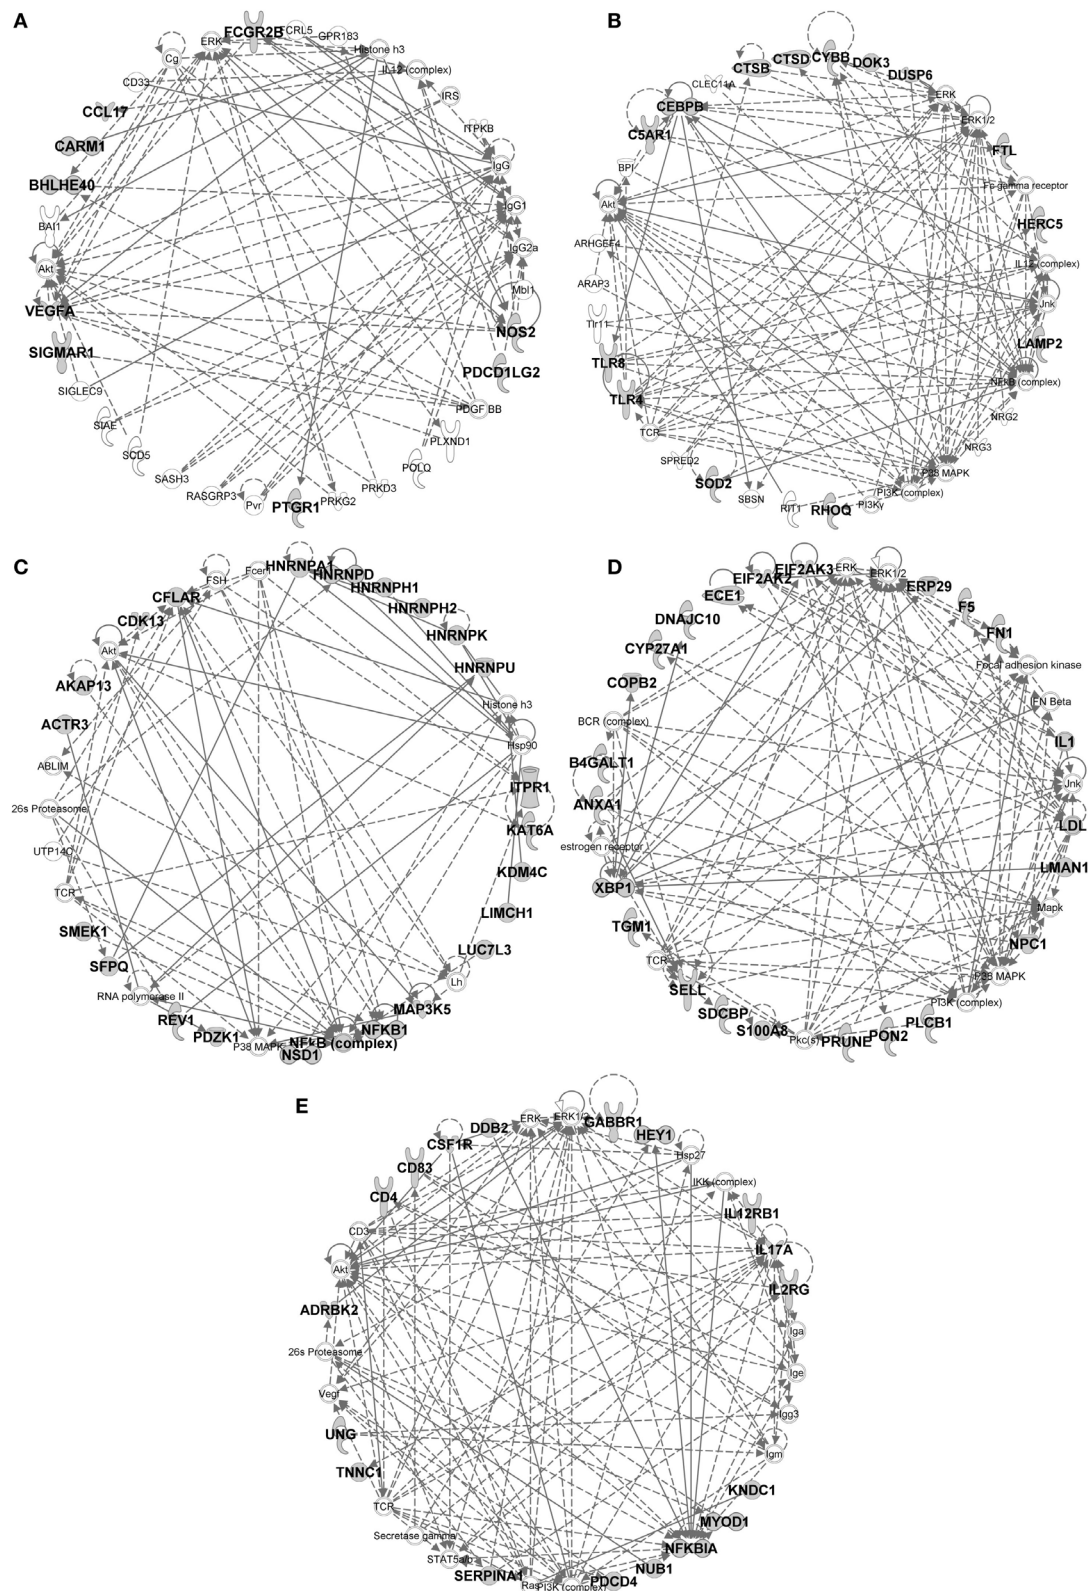 A
FCGR2B
FCRL5
GPR183
Histone h3
IL12 (complex)
IRS
ITPKB
IgG
IgG1
IgG2a
Mbl1
NOS2
PDCD1LG2
PDGF BB
PLXND1
POLQ
PRKD3
PRKG2
PTGR1
Pvr
RASGRP3
SASH3
SCD5
SIAE
SIGLEC9
SIGMAR1
VEGFA
Akt
BAI1
BHLHE40
CARM1
CCL17
CD33
Cg
ERK
B
CTSB
CTSD
CYBB
DOK3
DUSP6
ERK
ERK1/2
FTL
Fc gamma receptor
HERC5
IL12 (complex)
Jnk
LAMP2
NFkB (complex)
NRG2
NRG3
P38 MAPK
PI3K (complex)
PI3Kγ
RHOQ
RIT1
SBSN
SOD2
SPRED2
TCR
TLR4
TLR8
Tlr11
ARAP3
ARHGEF4
Akt
BPI
C5AR1
CEBPB
CLEC11A
C
HNRNPA1
HNRNPD
HNRNPH1
HNRNPH2
HNRNPK
HNRNPU
Histone h3
Hsp90
ITPR1
KAT6A
KDM4C
LIMCH1
LUC7L3
Lh
MAP3K5
NFKB1
NFkB (complex)
NSD1
P38 MAPK
PDZK1
REV1
RNA polymerase II
SFPQ
SMEK1
TCR
UTP14C
26s Proteasome
ABLIM
ACTR3
AKAP13
Akt
CDK13
CFLAR
FSH
Fcer1
D
EIF2AK2
EIF2AK3
ERK
ERK1/2
ERP29
F5
FN1
Focal adhesion kinase
IFN Beta
IL1
Jnk
LDL
LMAN1
Mapk
NPC1
P38 MAPK
PI3K (complex)
PLCB1
PON2
PRUNE
Pkc(s)
S100A8
SDCBP
SELL
TCR
TGM1
XBP1
estrogen receptor
ANXA1
B4GALT1
BCR (complex)
COPB2
CYP27A1
DNAJC10
ECE1
E
ERK
ERK1/2
GABBR1
HEY1
Hsp27
IKK (complex)
IL12RB1
IL17A
IL2RG
Iga
Ige
Igg3
Igm
KNDC1
MYOD1
NFKBIA
NUB1
PDCD4
PI3K (complex)
Ras
SERPINA1
STAT5a/b
Secretase gamma
TCR
TNNC1
UNG
Vegf
26s Proteasome
ADRBK2
Akt
CD3
CD4
CD83
CSF1R
DDB2